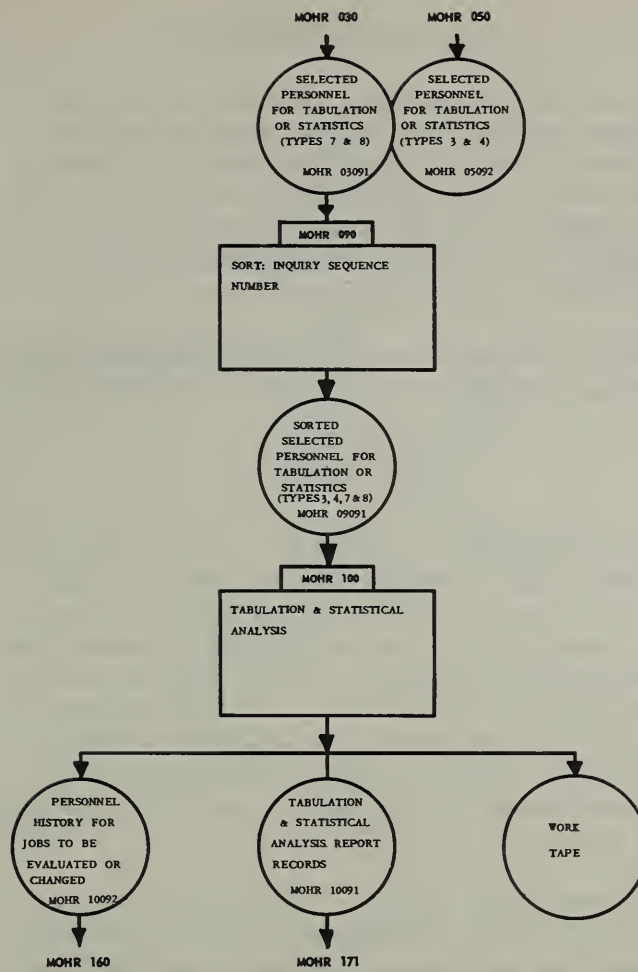 MOHR 030
MOHR 050
SELECTED
PERSONNEL
FOR TABULATION
OR STATISTICS
(TYPES 7 & 8)
MOHR 03091
SELECTED
PERSONNEL
FOR TABULATION
OR STATISTICS
(TYPES 3 & 4)
MOHR 05092
MOHR 090
SORT: INQUIRY SEQUENCE
NUMBER
SORTED
SELECTED
PERSONNEL FOR
TABULATION OR
STATISTICS
(TYPES 3, 4, 7 & 8)
MOHR 09091
MOHR 100
TABULATION & STATISTICAL
ANALYSIS
PERSONNEL
HISTORY FOR
JOBS TO BE
EVALUATED OR
CHANGED
MOHR 10092
TABULATION
& STATISTICAL
ANALYSIS REPORT
RECORDS
MOHR 10091
WORK
TAPE
MOHR 160
MOHR 171